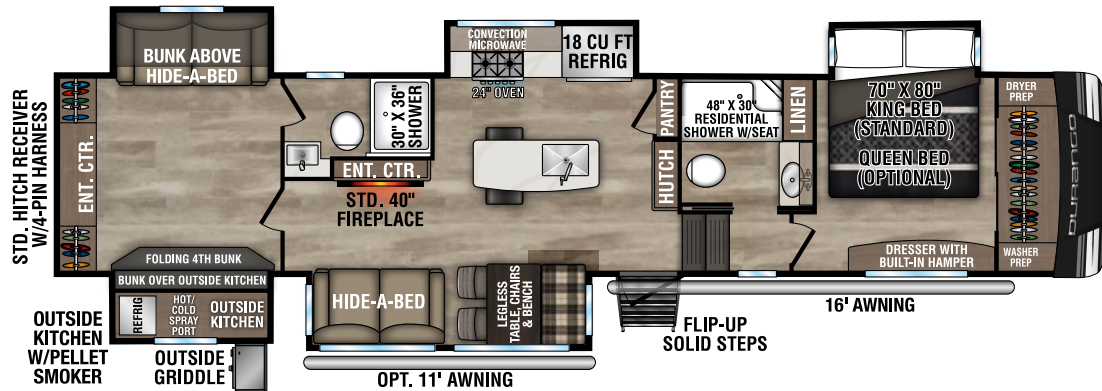 STD. HITCH RECEIVER
W/4-PIN HARNESS
ENT. CTR.
BUNK ABOVE
HIDE-A-BED
FOLDING 4TH BUNK
BUNK OVER OUTSIDE KITCHEN
REFRIG
HOT/
COLD
SPRAY
PORT
OUTSIDE
KITCHEN
OUTSIDE
KITCHEN
W/PELLET
SMOKER
OUTSIDE
GRIDDLE
30" X 36"
SHOWER
ENT. CTR.
STD. 40"
FIREPLACE
HIDE-A-BED
LEGLESS
TABLE, CHAIRS
& BENCH
OPT. 11' AWNING
CONVECTION
MICROWAVE
24" OVEN
18 CU FT
REFRIG
PANTRY
HUTCH
48" X 30"
RESIDENTIAL
SHOWER W/SEAT
LINEN
FLIP-UP
SOLID STEPS
16' AWNING
70" X 80"
KING BED
(STANDARD)
QUEEN BED
(OPTIONAL)
DRESSER WITH
BUILT-IN HAMPER
DRYER
PREP
WASHER
PREP
DURANGO